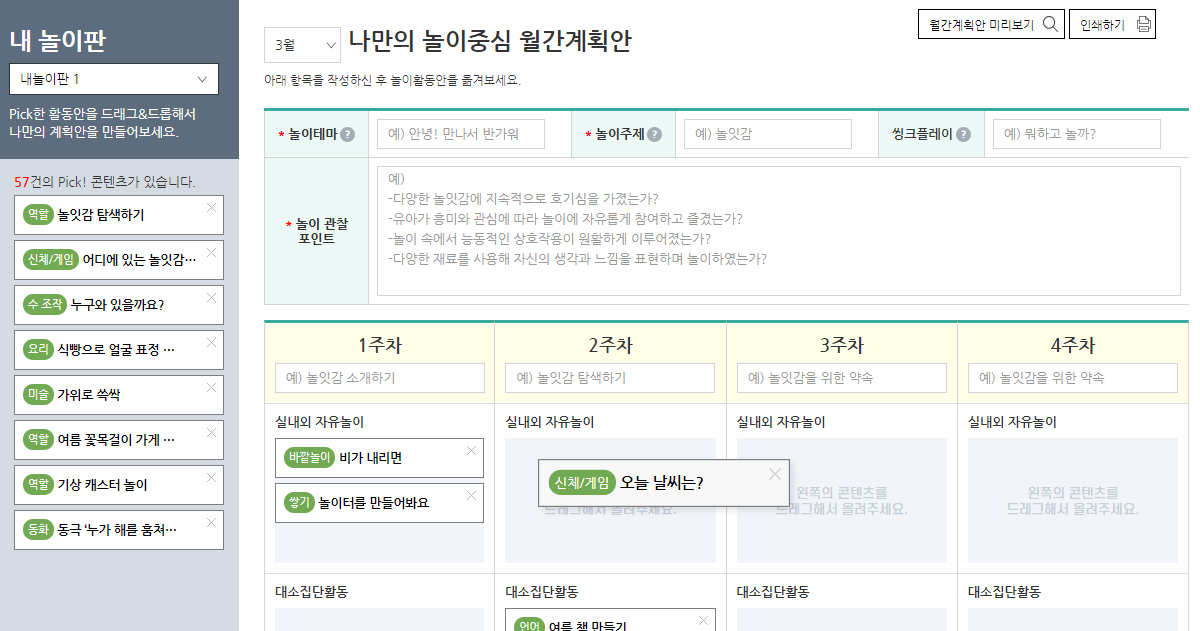 내 놀이판
내놀이판 1
Pick한 활동안을 드래그&드롭해서
나만의 계획안을 만들어보세요.
57건의 Pick! 콘텐츠가 있습니다.
역할 놀잇감 탐색하기
신체/게임 어디에 있는 놀잇감…
수 조작 누구와 있을까요?
요리 식빵으로 얼굴 표정 …
미술 가위로 쓱싹
역할 여름 꽃목걸이 가게 …
역할 기상 캐스터 놀이
동화 동극 '누가 해를 훔쳐…
월간계획안 미리보기
인쇄하기
3월
나만의 놀이중심 월간계획안
아래 항목을 작성하신 후 놀이활동안을 옮겨보세요.
* 놀이테마 ?
예) 안녕! 만나서 반가워
* 놀이주제 ?
예) 놀잇감
씽크플레이 ?
예) 뭐하고 놀까?
* 놀이 관찰
포인트
예)
-다양한 놀잇감에 지속적으로 호기심을 가졌는가?
-유아가 흥미와 관심에 따라 놀이에 자유롭게 참여하고 즐겼는가?
-놀이 속에서 능동적인 상호작용이 원활하게 이루어졌는가?
-다양한 재료를 사용해 자신의 생각과 느낌을 표현하며 놀이하였는가?
1주차
2주차
3주차
4주차
예) 놀잇감 소개하기
예) 놀잇감 탐색하기
예) 놀잇감을 위한 약속
예) 놀잇감을 위한 약속
실내외 자유놀이
실내외 자유놀이
실내외 자유놀이
실내외 자유놀이
바깥놀이 비가 내리면
쌓기 놀이터를 만들어봐요
신체/게임 오늘 날씨는?
드래그해서 올려주세요.
왼쪽의 콘텐츠를
드래그해서 올려주세요.
왼쪽의 콘텐츠를
드래그해서 올려주세요.
대소집단활동
대소집단활동
대소집단활동
대소집단활동
언어 여름 책 만들기